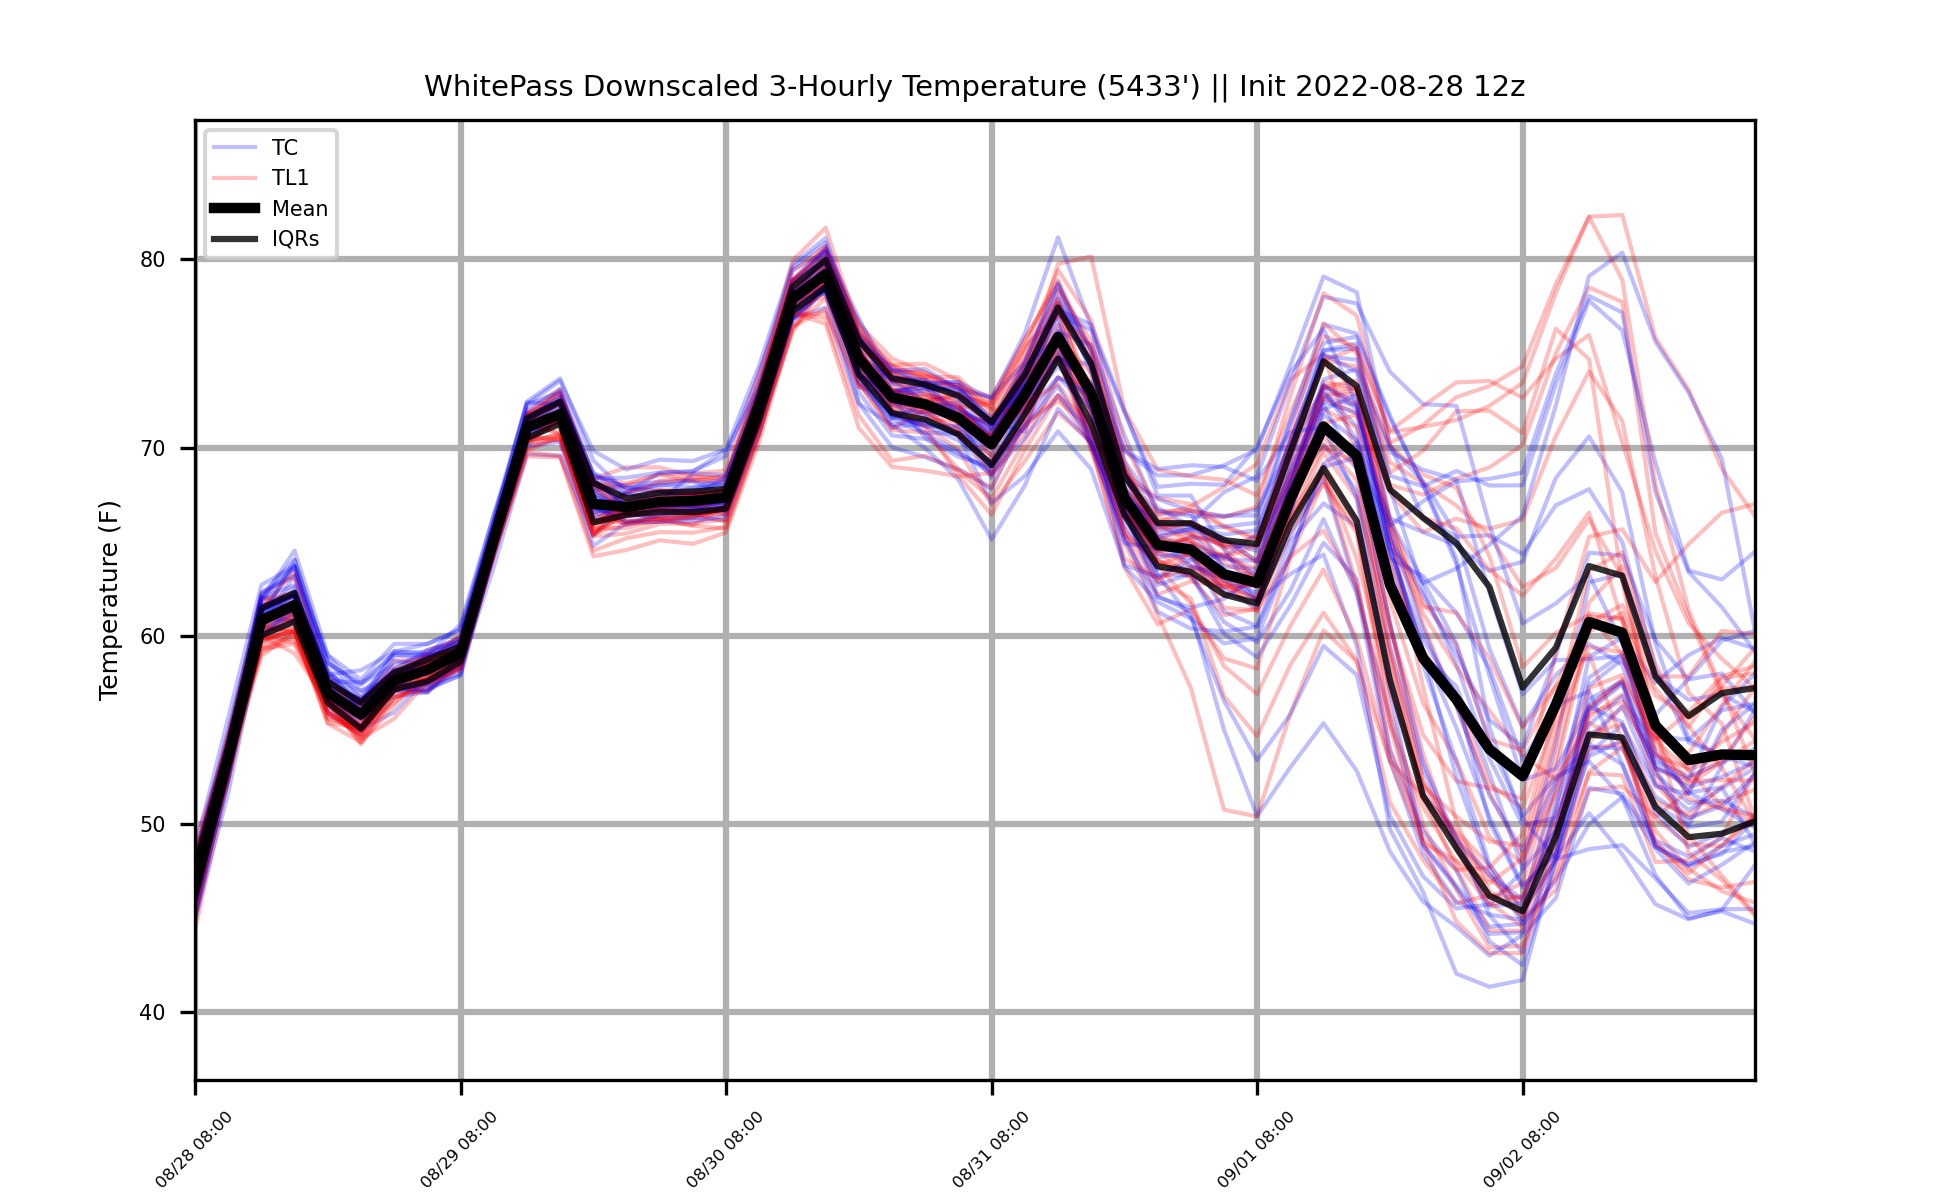 WhitePass Downscaled 3-Hourly Temperature (5433') || Init 2022-08-28 12z
TC
TL1
Mean
IQRs
Temperature (F)
80
70
60
50
40
08/28 08:00
08/29 08:00
08/30 08:00
08/31 08:00
09/01 08:00
09/02 08:00